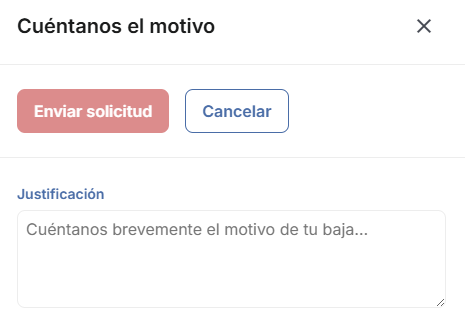 Cuéntanos el motivo
Enviar solicitud
Cancelar
Justificación
Cuéntanos brevemente el motivo de tu baja...